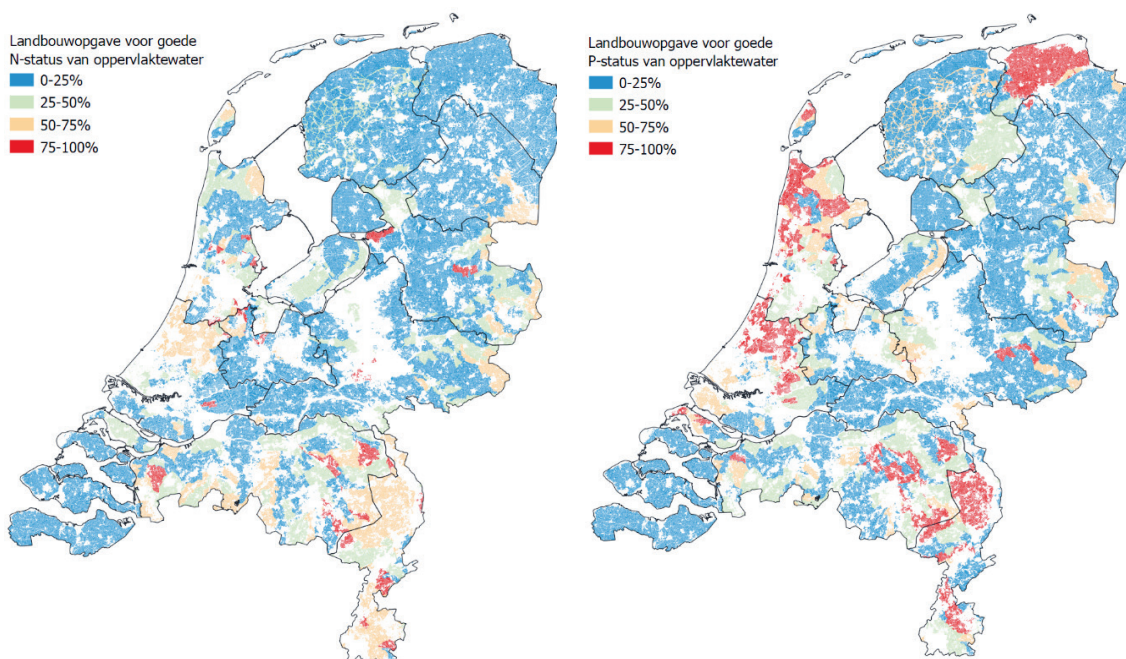 Landbouwopgave voor goede
N-status van oppervlaktewater
0-25%
25-50%
50-75%
75-100%
Landbouwopgave voor goede
P-status van oppervlaktewater
0-25%
25-50%
50-75%
75-100%